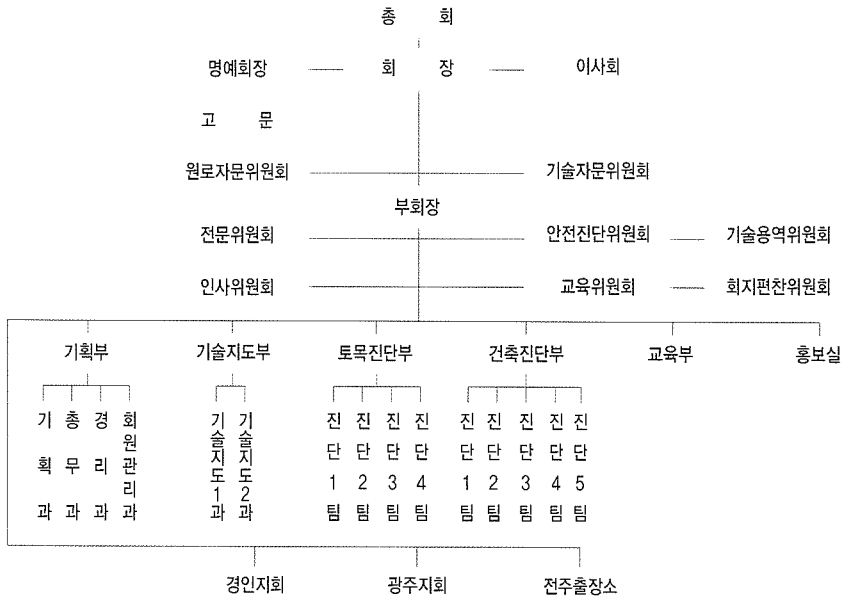 총 회
명예회장 회 장 이사회
고 문
원로자문위원회 기술자문위원회
부회장
전문위원회 안전진단위원회 기술용역위원회
인사위원회 교육위원회 회지편찬위원회
기획부 기술지도부 토목진단부 건축진단부 교육부 홍보실
기획과
총무과
경리과
회원관리과
기술지도1과
기술지도2과
진단1팀
진단2팀
진단3팀
진단4팀
진단1팀
진단2팀
진단3팀
진단4팀
진단5팀
경인지회 광주지회 전주출장소